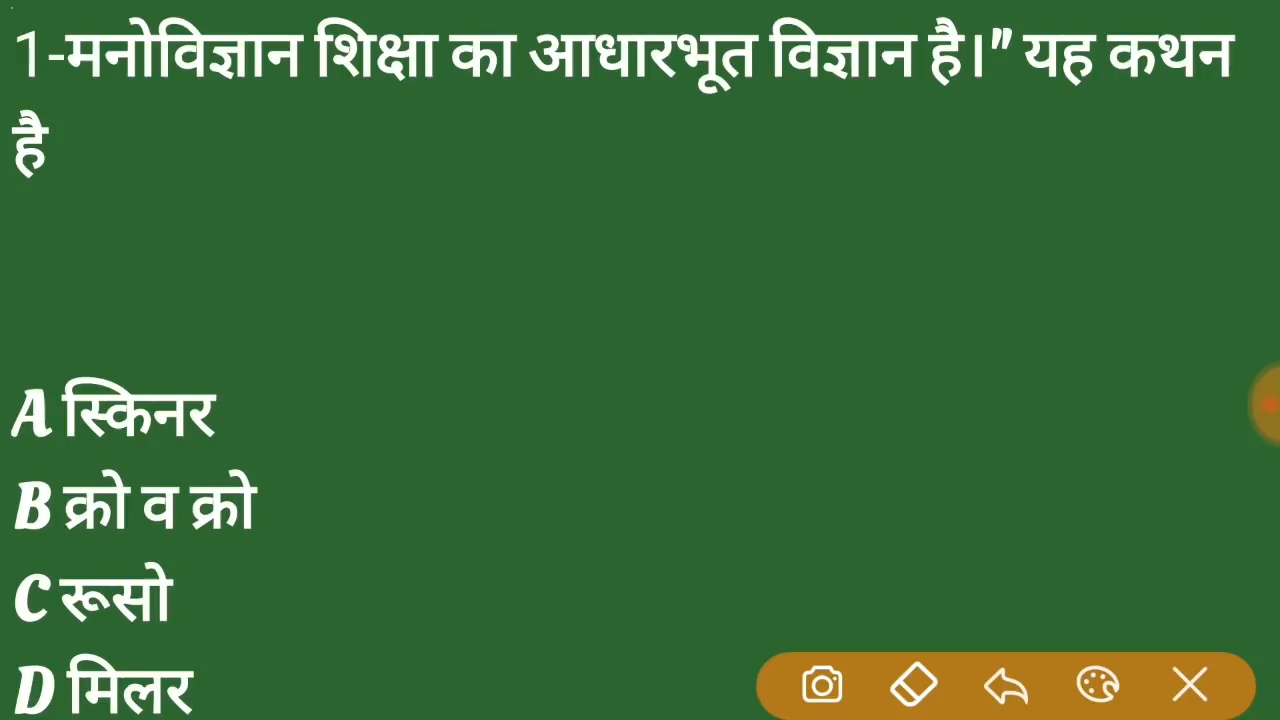 1-मनोविज्ञान शिक्षा का आधारभूत विज्ञान है।" यह कथन
है
A स्किनर
B क्रो व क्रो
C रूसो
D मिलर